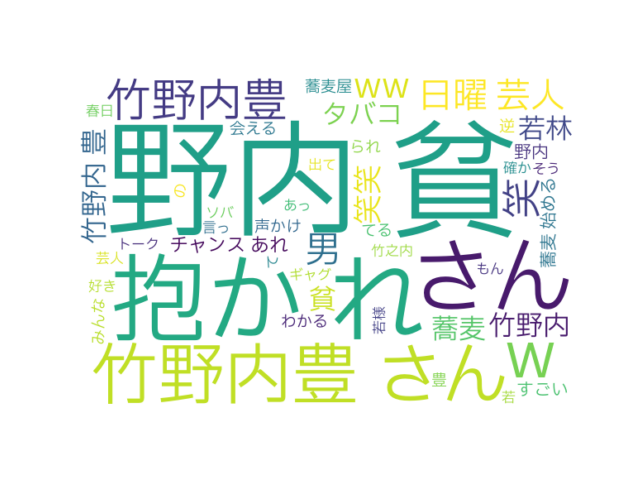 竹野内豊 蕎麦屋 ww 日曜 芸人
春日 タバコ 会える 逆 若林
野内 貧
竹野内 豊 の 笑笑 られ 笑 野内
出て 確か そう
ソバ あっ 始める
言っ 声かけ てる
トーク チャンス あれ 男 さん 蕎麦
竹之内
芸人 て もん
抱かれ ギャグ
好き 貧
みんな わかる 若様 蕎麦 竹野内
w
竹野内豊 さん 豊 すごい
若